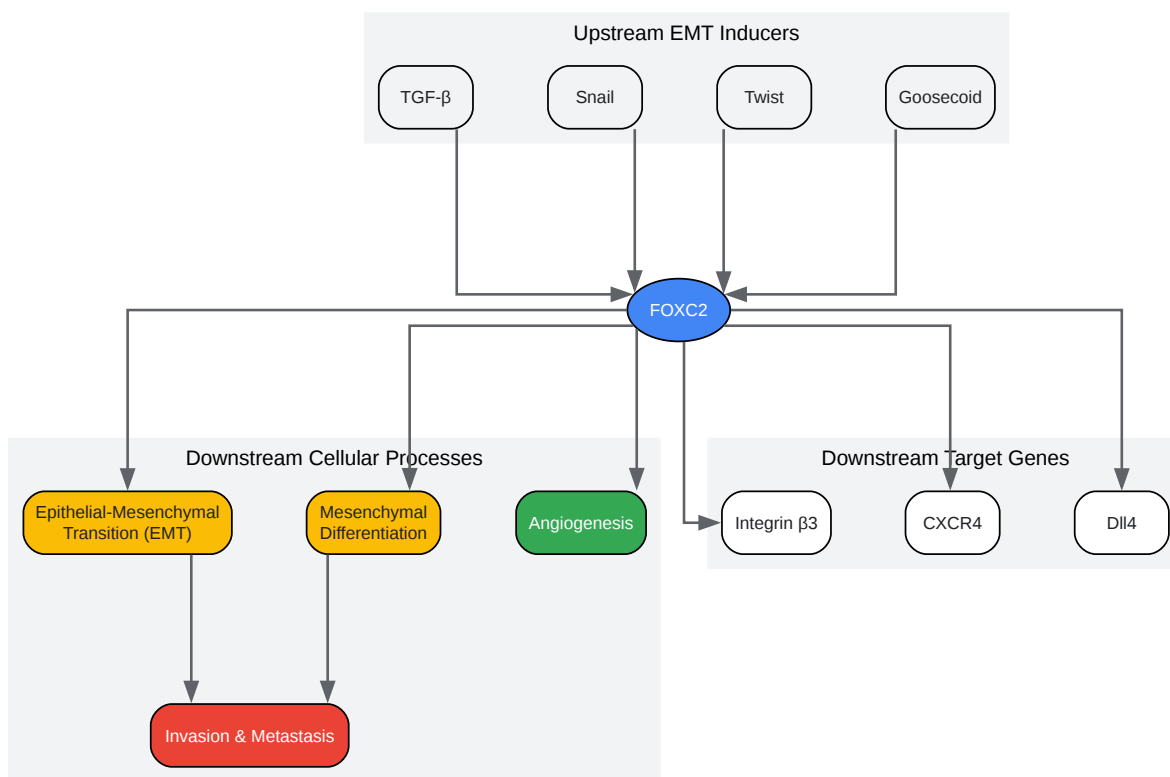 Upstream EMT Inducers
TGF-β
Snail
Twist
Goosecoid
FOXC2
Downstream Cellular Processes
Downstream Target Genes
Epithelial-Mesenchymal
Transition (EMT)
Mesenchymal
Differentiation
Angiogenesis
Integrin β3
CXCR4
Dll4
Invasion & Metastasis